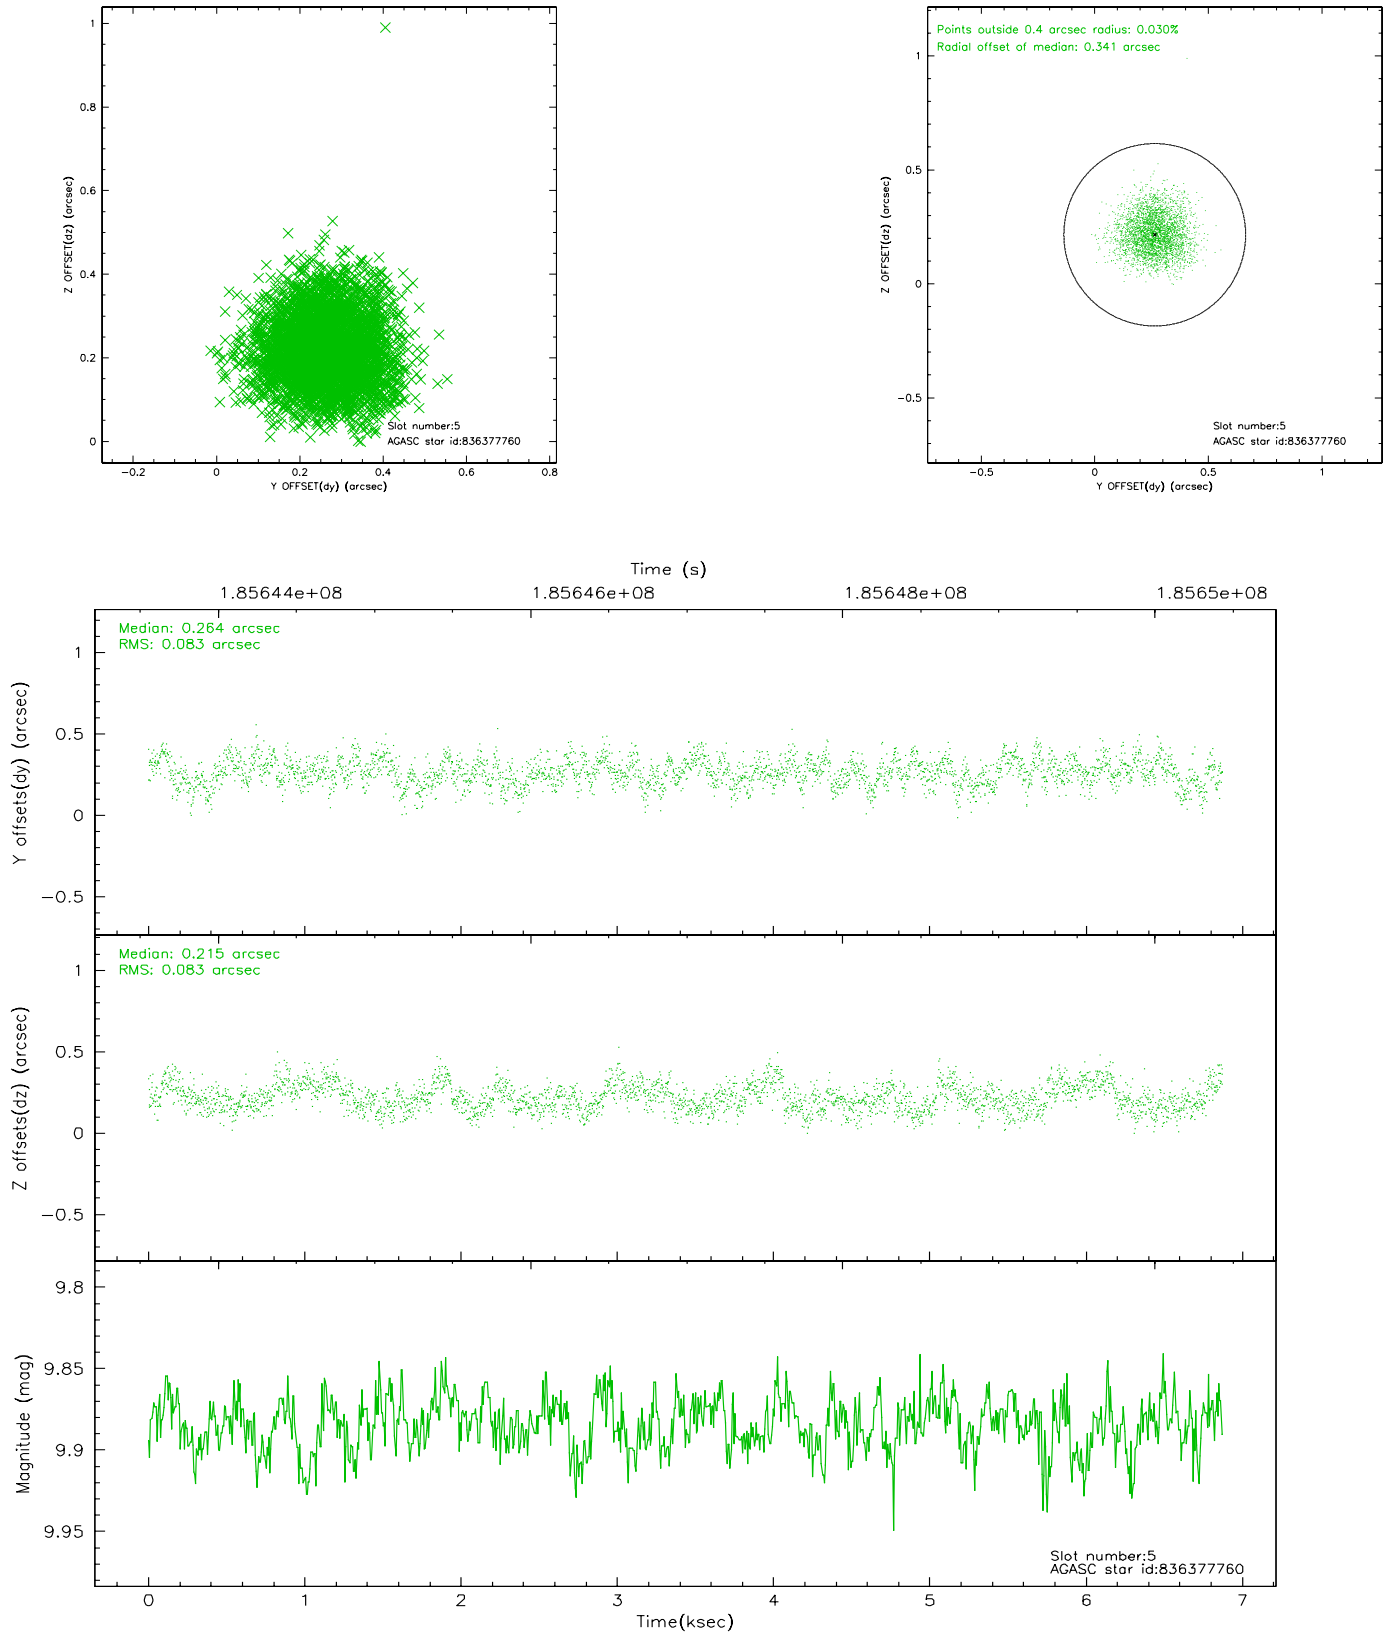 1
0.8
0.6
0.4
0.2
0
Z OFFSET(dz) (arcsec)
Slot number:5
AGASC star id:836377760
−0.2 0 0.2 0.4 0.6 0.8
Y OFFSET(dy) (arcsec)
Points outside 0.4 arcsec radius: 0.030%
Radial offset of median: 0.341 arcsec
1
0.5
0
−0.5
Z OFFSET(dz) (arcsec)
Slot number:5
AGASC star id:836377760
−0.5 0 0.5 1
Y OFFSET(dy) (arcsec)
Time (s)
1.85644e+08 1.85646e+08 1.85648e+08 1.8565e+08
Median: 0.264 arcsec
RMS: 0.083 arcsec
1
0.5
0
−0.5
Y offsets(dy) (arcsec)
Median: 0.215 arcsec
RMS: 0.083 arcsec
1
0.5
0
−0.5
Z offsets(dz) (arcsec)
9.8
9.85
9.9
9.95
Magnitude (mag)
Slot number:5
AGASC star id:836377760
0 1 2 3 4 5 6 7
Time(ksec)